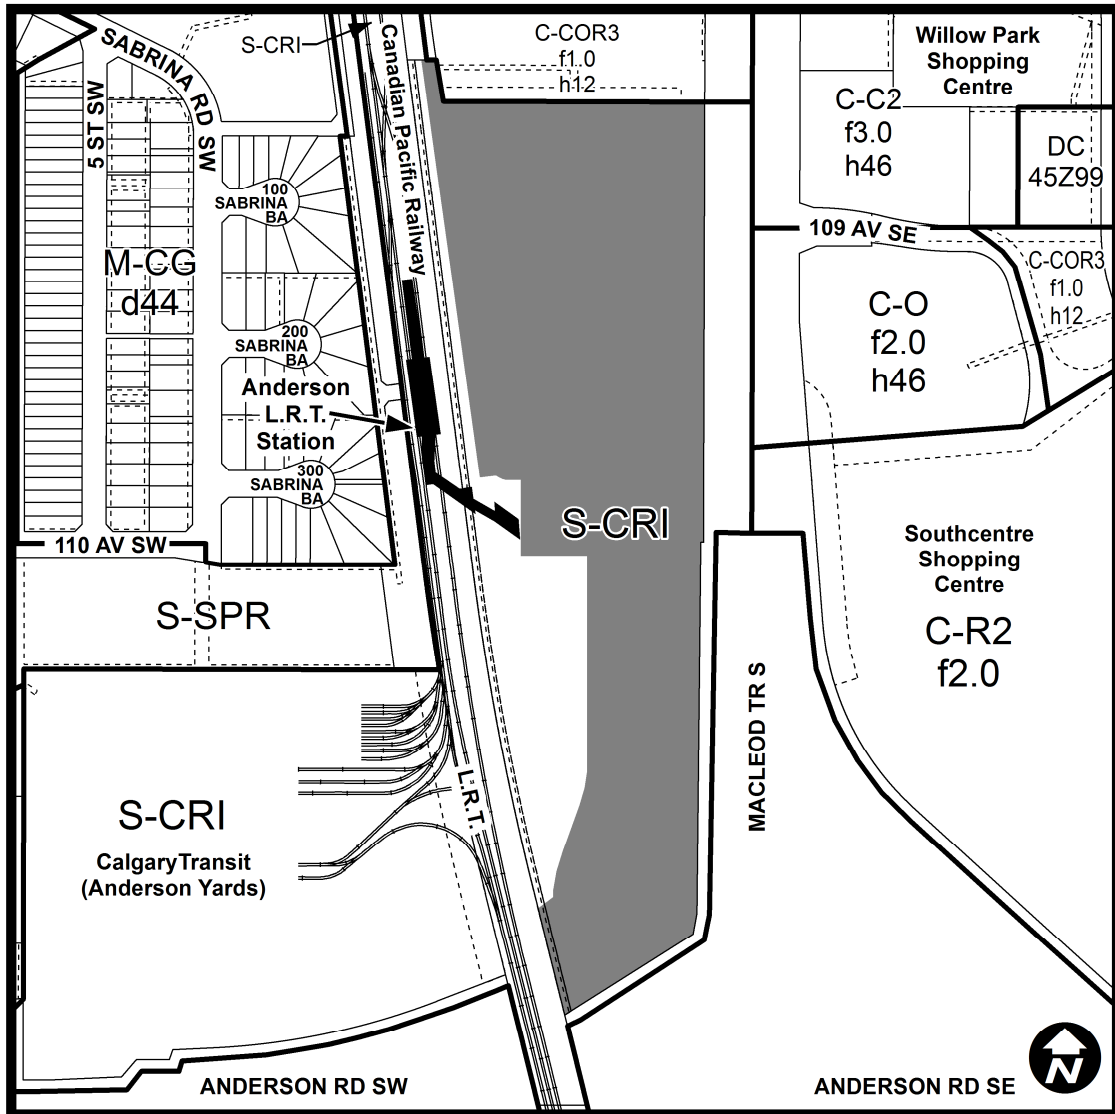 S-CRI
Canadian Pacific Railway
C-COR3
f1.0
h12
Willow Park
Shopping
Centre
SABRINA RD SW
5 ST SW
C-C2
f3.0
h46
DC
45Z99
100
SABRINA
BA
109 AV SE
M-CG
d44
C-COR3
f1.0
h12
C-O
f2.0
h46
200
SABRINA
BA
Anderson
L.R.T.
Station
300
SABRINA
BA
S-CRI
110 AV SW
Southcentre
Shopping
Centre
S-SPR
C-R2
f2.0
MACLEOD TR S
L.R.T.
S-CRI
CalgaryTransit
(Anderson Yards)
ANDERSON RD SW
ANDERSON RD SE
N